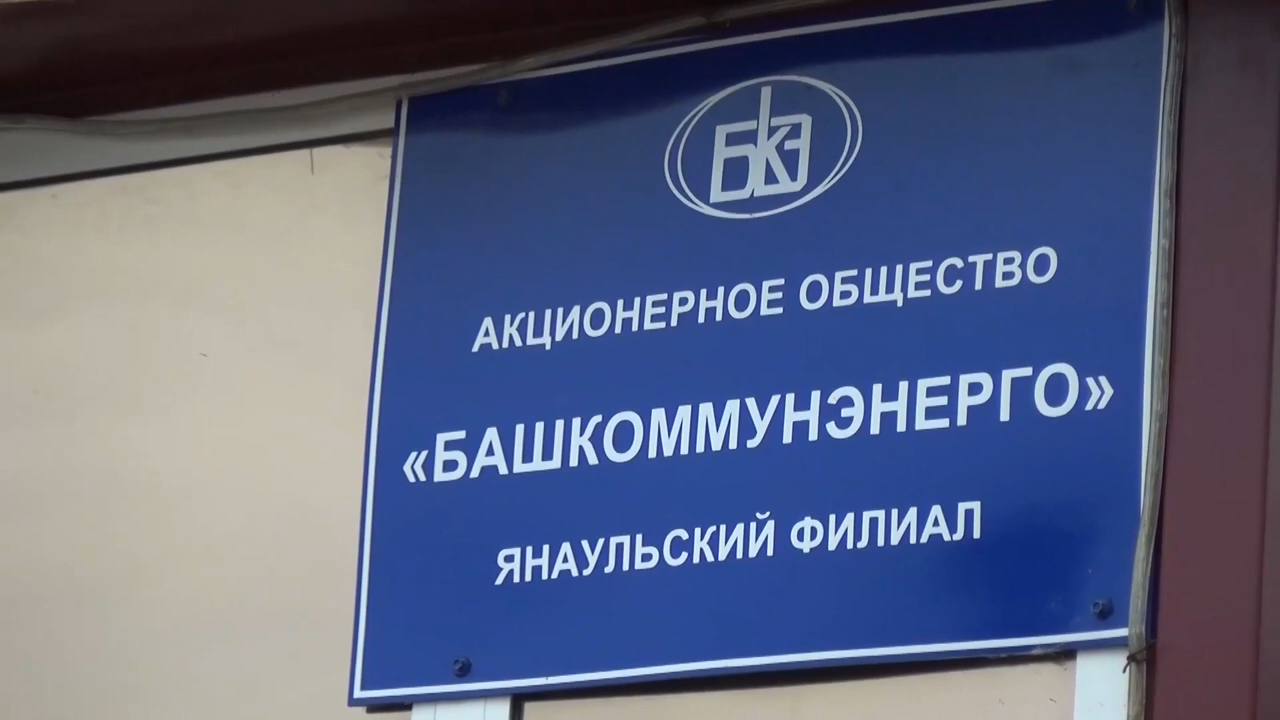 БКЭ
АКЦИОНЕРНОЕ ОБЩЕСТВО
«БАШКОММУНЭНЕРГО»
ЯНАУЛЬСКИЙ ФИЛИАЛ